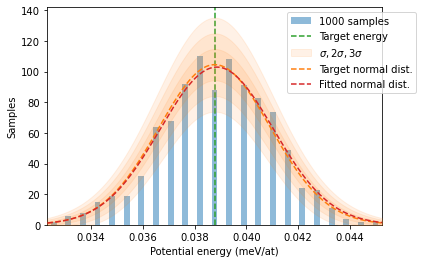 1000 samples
Target energy
σ, 2σ, 3σ
Target normal dist.
Fitted normal dist.
Samples
140
120
100
80
60
40
20
0
0.034 0.036 0.038 0.040 0.042 0.044
Potential energy (meV/at)